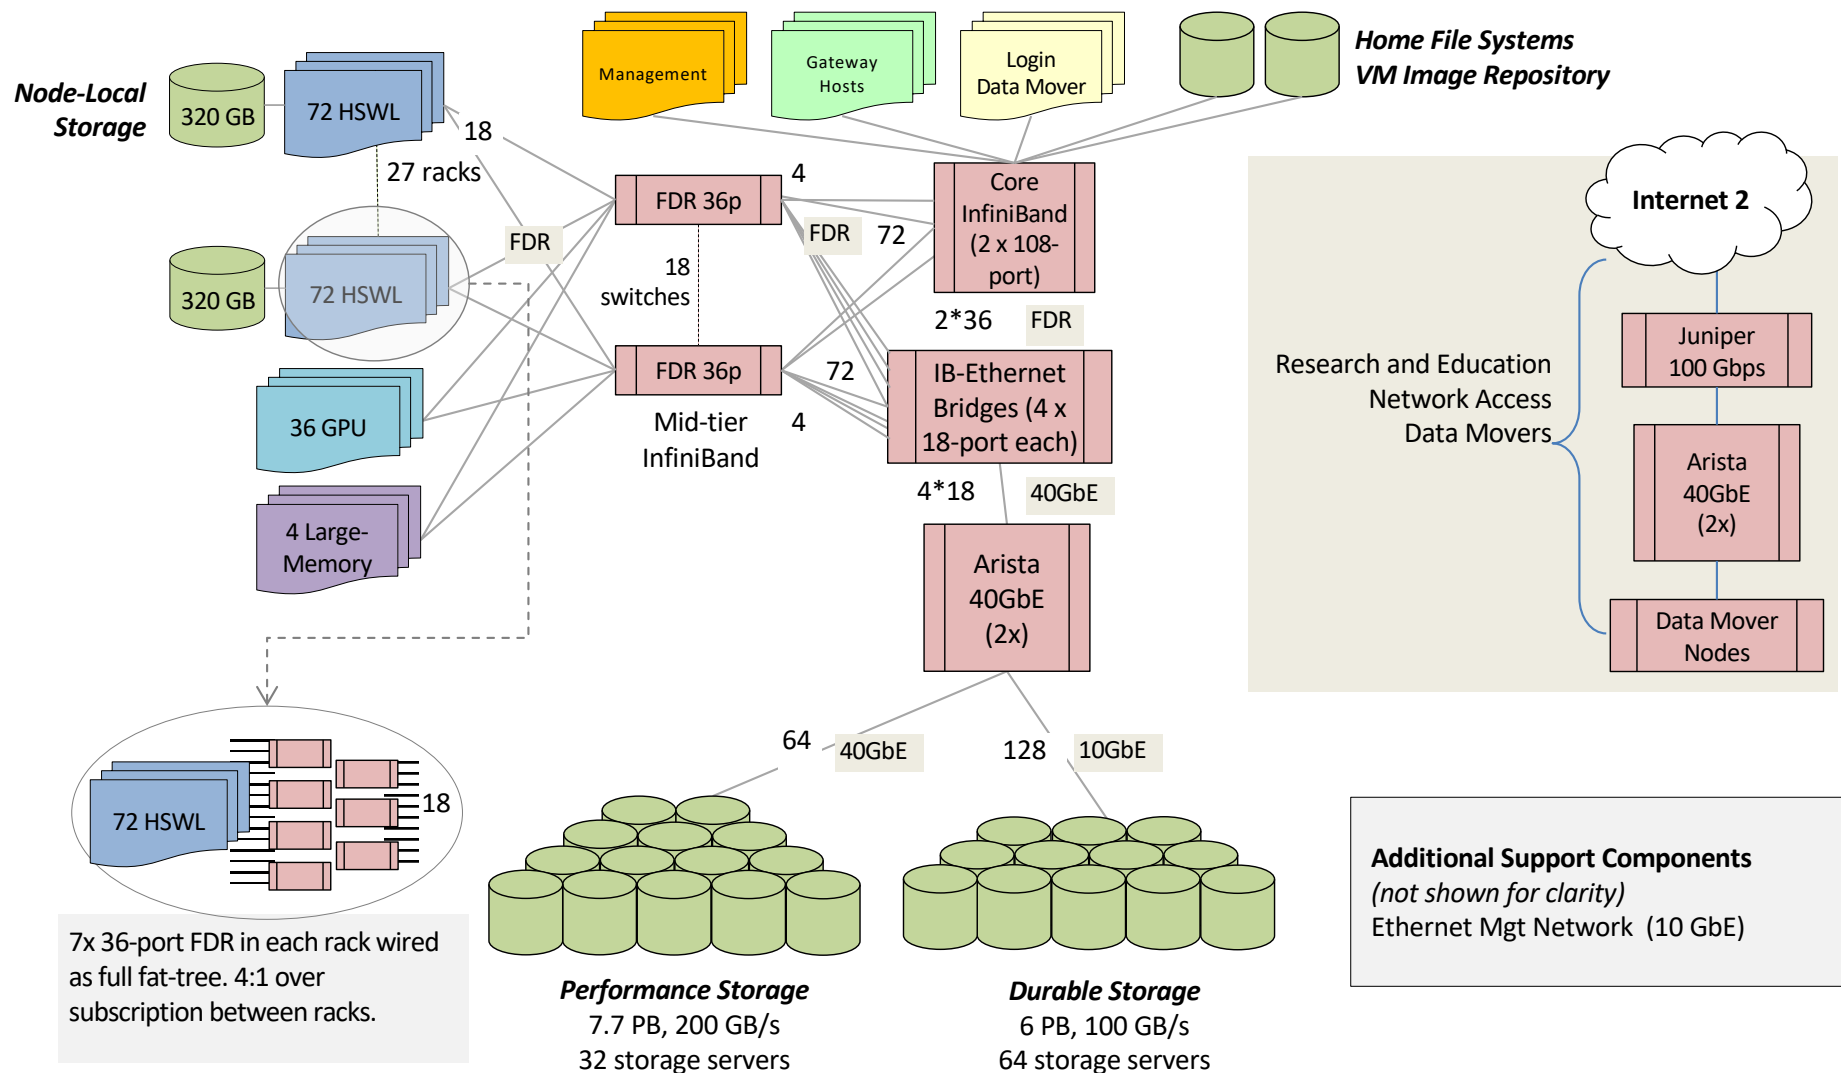 Node-Local
Storage
320 GB
72 HSWL
18
27 racks
320 GB
72 HSWL
FDR
36 GPU
4 Large-
Memory
Management
Gateway
Hosts
Login
Data Mover
Home File Systems
VM Image Repository
FDR 36p
4
FDR
72
18
switches
FDR 36p
72
4
Mid-tier
InfiniBand
Core
InfiniBand
(2 x 108-
port)
2*36
FDR
IB-Ethernet
Bridges (4 x
18-port each)
4*18
40GbE
Arista
40GbE
(2x)
64
40GbE
128
10GbE
Internet 2
Juniper
100 Gbps
Research and Education
Network Access
Data Movers
Arista
40GbE
(2x)
Data Mover
Nodes
72 HSWL
18
7x 36-port FDR in each rack wired
as full fat-tree. 4:1 over
subscription between racks.
Performance Storage
7.7 PB, 200 GB/s
32 storage servers
Durable Storage
6 PB, 100 GB/s
64 storage servers
Additional Support Components
(not shown for clarity)
Ethernet Mgt Network  (10 GbE)